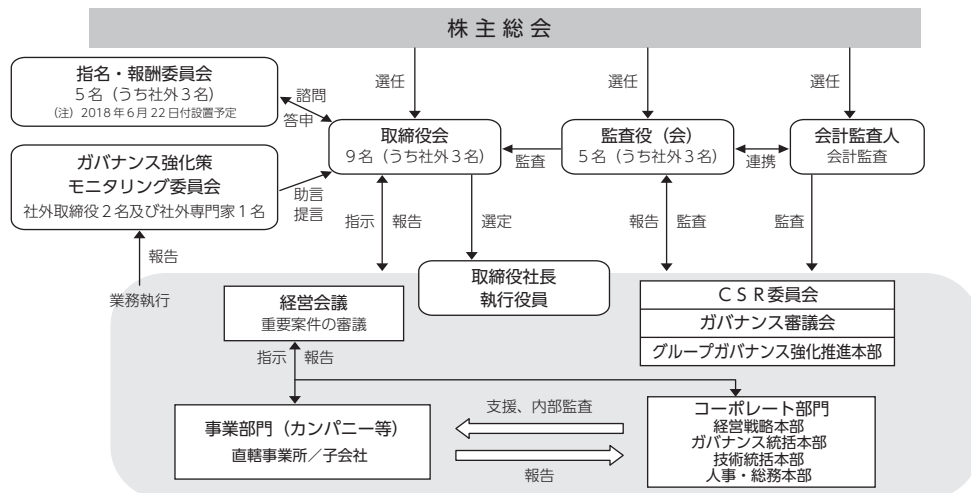 株主総会
指名・報酬委員会
5名（うち社外3名）
（注）2018年6月22日付設置予定
諮問
答申
選任
選任
選任
取締役会
9名（うち社外3名）
監査
監査役（会）
5名（うち社外3名）
連携
会計監査人
会計監査
ガバナンス強化策
モニタリング委員会
社外取締役2名及び社外専門家1名
助言
提言
指示
報告
選定
報告
監査
監査
報告
業務執行
取締役社長
執行役員
経営会議
重要案件の審議
CSR委員会
ガバナンス審議会
グループガバナンス強化推進本部
指示
報告
事業部門（カンパニー等）
直轄事業所／子会社
支援、内部監査
報告
コーポレート部門
経営戦略本部
ガバナンス統括本部
技術統括本部
人事・総務本部